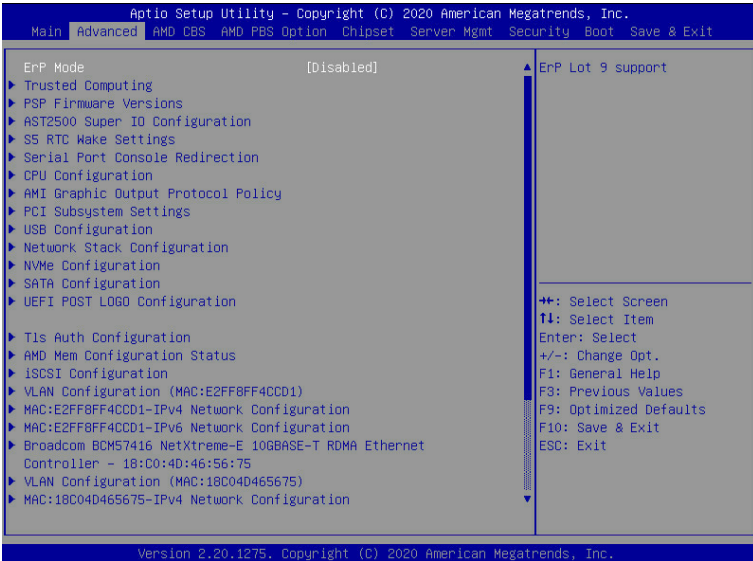 Aptio Setup Utility – Copyright (C) 2020 American Megatrends, Inc.
Main Advanced AMD CBS AMD PBS Option Chipset Server Mgmt Security Boot Save & Exit
ErP Mode [Disabled]
Trusted Computing
PSP Firmware Versions
AST2500 Super IO Configuration
S5 RTC Wake Settings
Serial Port Console Redirection
CPU Configuration
AMI Graphic Output Protocol Policy
PCI Subsystem Settings
USB Configuration
Network Stack Configuration
NVMe Configuration
SATA Configuration
UEFI POST LOGO Configuration
Tls Auth Configuration
AMD Mem Configuration Status
iSCSI Configuration
VLAN Configuration (MAC:E2FF8FF4CCD1)
MAC:E2FF8FF4CCD1-IPv4 Network Configuration
MAC:E2FF8FF4CCD1-IPv6 Network Configuration
Broadcom BCM57416 NetXtreme-E 10GBASE-T RDMA Ethernet
Controller – 18:C0:4D:46:56:75
VLAN Configuration (MAC:18C04D465675)
MAC:18C04D465675-IPv4 Network Configuration
ErP Lot 9 support
→←: Select Screen
↑↓: Select Item
Enter: Select
+/-: Change Opt.
F1: General Help
F3: Previous Values
F9: Optimized Defaults
F10: Save & Exit
ESC: Exit
Version 2.20.1275. Copyright (C) 2020 American Megatrends, Inc.